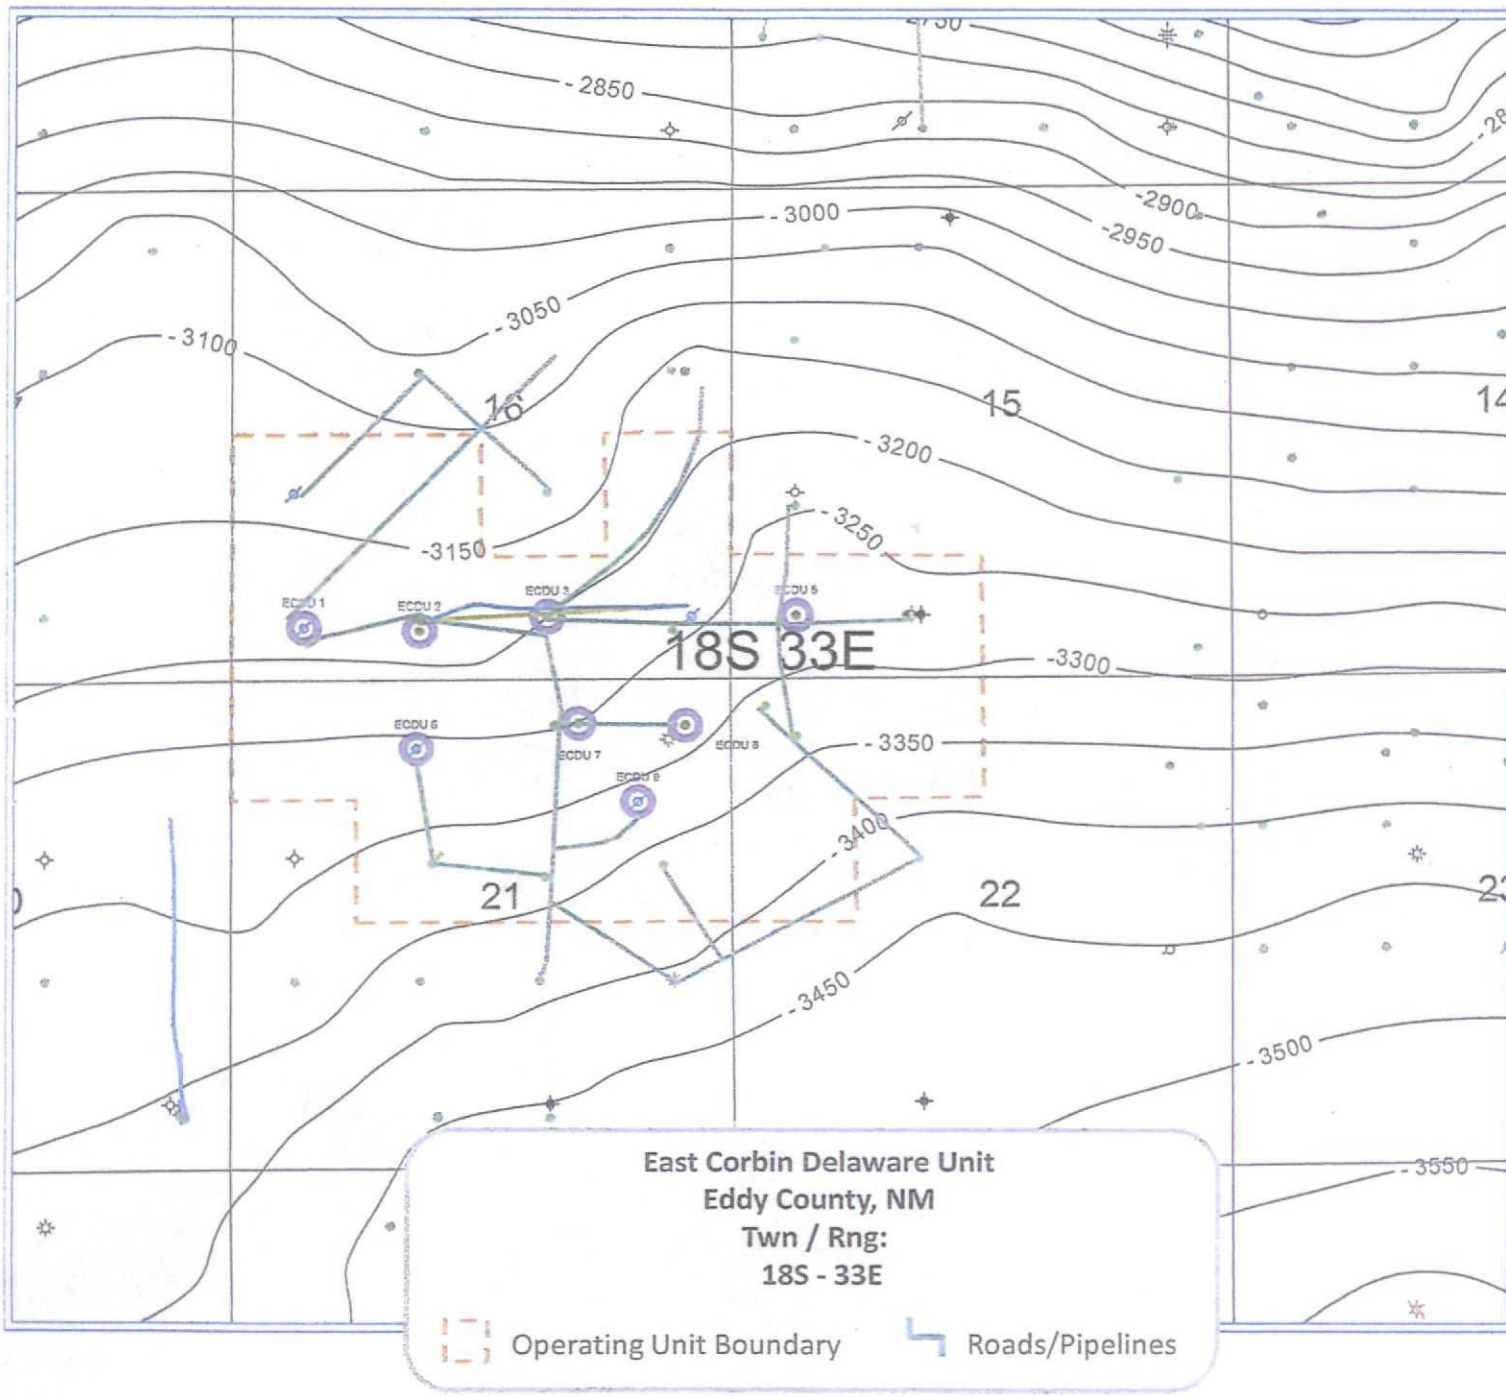 - 2850
- 2900
- 2950
- 3000
- 3050
- 3100
16
15
14
- 3200
- 3250
-3150
ECDU 1
ECDU 2
ECDU 3
ECDU 5
18S 33E
-3300
ECDU 6
ECDU 7
ECDU 8
- 3350
ECDU 9
- 3400
21
22
- 3450
- 3500
- 3550
East Corbin Delaware Unit
Eddy County, NM
Twn / Rng:
18S - 33E
Operating Unit Boundary
Roads/Pipelines